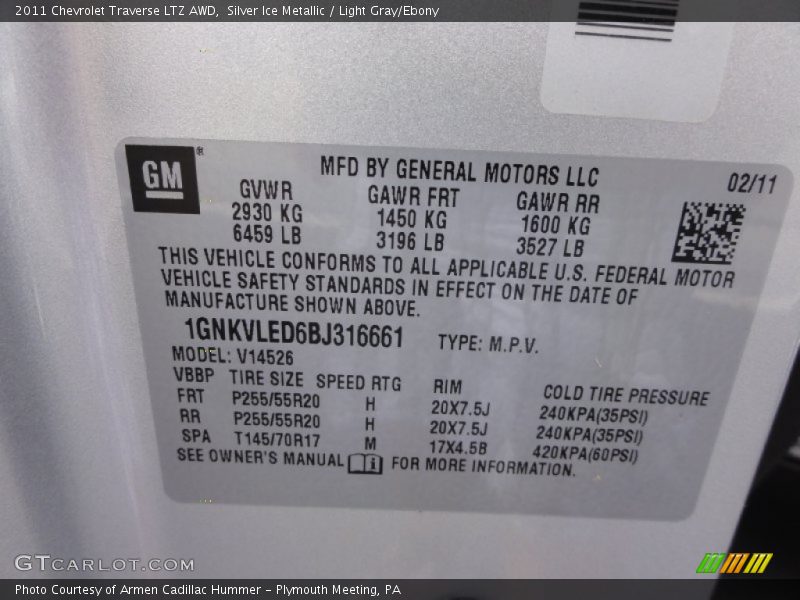 2011 Chevrolet Traverse LTZ AWD, Silver Ice Metallic / Light Gray/Ebony
GM®
MFD BY GENERAL MOTORS LLC
02/11
GVWR GAWR FRT GAWR RR
2930 KG 1450 KG 1600 KG
6459 LB 3196 LB 3527 LB
THIS VEHICLE CONFORMS TO ALL APPLICABLE U.S. FEDERAL MOTOR
VEHICLE SAFETY STANDARDS IN EFFECT ON THE DATE OF
MANUFACTURE SHOWN ABOVE.
1GNKVLED6BJ316661 TYPE: M.P.V.
MODEL: V14526
VBBP TIRE SIZE SPEED RTG RIM COLD TIRE PRESSURE
FRT P255/55R20 H 20X7.5J 240KPA(35PSI)
RR P255/55R20 H 20X7.5J 240KPA(35PSI)
SPA T145/70R17 M 17X4.5B 420KPA(60PSI)
SEE OWNER'S MANUAL FOR MORE INFORMATION.
GTCARLOT.COM
Photo Courtesy of Armen Cadillac Hummer - Plymouth Meeting, PA